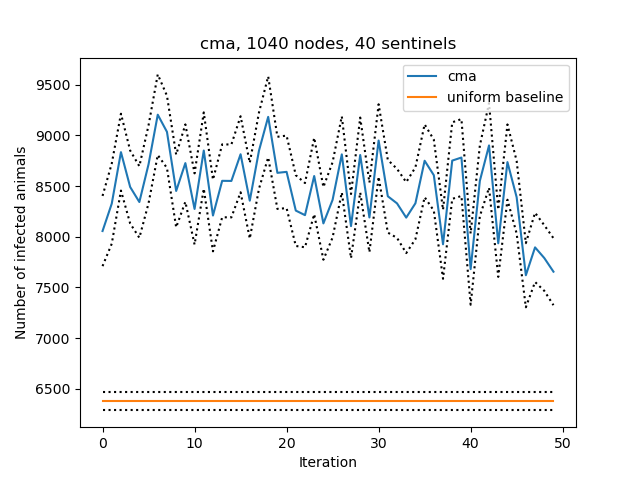 cma, 1040 nodes, 40 sentinels
cma
uniform baseline
Number of infected animals
9500
9000
8500
8000
7500
7000
6500
0 10 20 30 40 50
Iteration